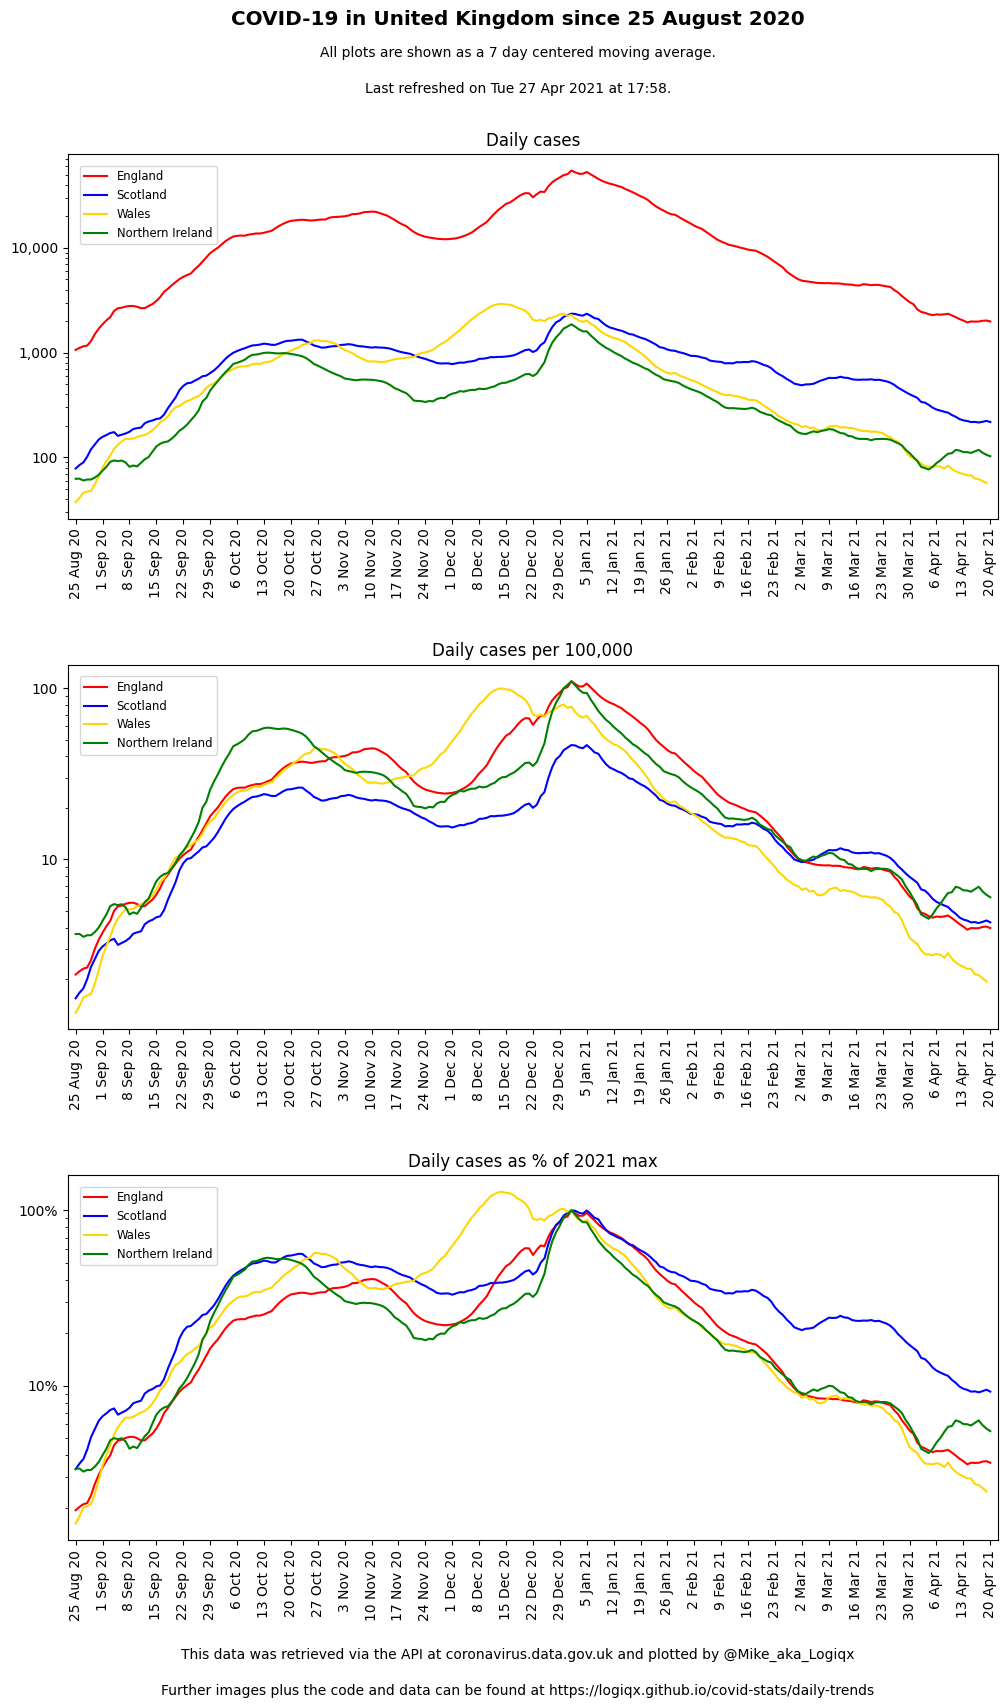 COVID-19 in United Kingdom since 25 August 2020
All plots are shown as a 7 day centered moving average.
Last refreshed on Tue 27 Apr 2021 at 17:58.
Daily cases
England
Scotland
Wales
Northern Ireland
10,000
1,000
100
25 Aug 20
1 Sep 20
8 Sep 20
15 Sep 20
22 Sep 20
29 Sep 20
6 Oct 20
13 Oct 20
20 Oct 20
27 Oct 20
3 Nov 20
10 Nov 20
17 Nov 20
24 Nov 20
1 Dec 20
8 Dec 20
15 Dec 20
22 Dec 20
29 Dec 20
5 Jan 21
12 Jan 21
19 Jan 21
26 Jan 21
2 Feb 21
9 Feb 21
16 Feb 21
23 Feb 21
2 Mar 21
9 Mar 21
16 Mar 21
23 Mar 21
30 Mar 21
6 Apr 21
13 Apr 21
20 Apr 21
Daily cases per 100,000
England
Scotland
Wales
Northern Ireland
100
10
25 Aug 20
1 Sep 20
8 Sep 20
15 Sep 20
22 Sep 20
29 Sep 20
6 Oct 20
13 Oct 20
20 Oct 20
27 Oct 20
3 Nov 20
10 Nov 20
17 Nov 20
24 Nov 20
1 Dec 20
8 Dec 20
15 Dec 20
22 Dec 20
29 Dec 20
5 Jan 21
12 Jan 21
19 Jan 21
26 Jan 21
2 Feb 21
9 Feb 21
16 Feb 21
23 Feb 21
2 Mar 21
9 Mar 21
16 Mar 21
23 Mar 21
30 Mar 21
6 Apr 21
13 Apr 21
20 Apr 21
Daily cases as % of 2021 max
England
Scotland
Wales
Northern Ireland
100%
10%
25 Aug 20
1 Sep 20
8 Sep 20
15 Sep 20
22 Sep 20
29 Sep 20
6 Oct 20
13 Oct 20
20 Oct 20
27 Oct 20
3 Nov 20
10 Nov 20
17 Nov 20
24 Nov 20
1 Dec 20
8 Dec 20
15 Dec 20
22 Dec 20
29 Dec 20
5 Jan 21
12 Jan 21
19 Jan 21
26 Jan 21
2 Feb 21
9 Feb 21
16 Feb 21
23 Feb 21
2 Mar 21
9 Mar 21
16 Mar 21
23 Mar 21
30 Mar 21
6 Apr 21
13 Apr 21
20 Apr 21
This data was retrieved via the API at coronavirus.data.gov.uk and plotted by @Mike_aka_Logiqx
Further images plus the code and data can be found at https://logiqx.github.io/covid-stats/daily-trends